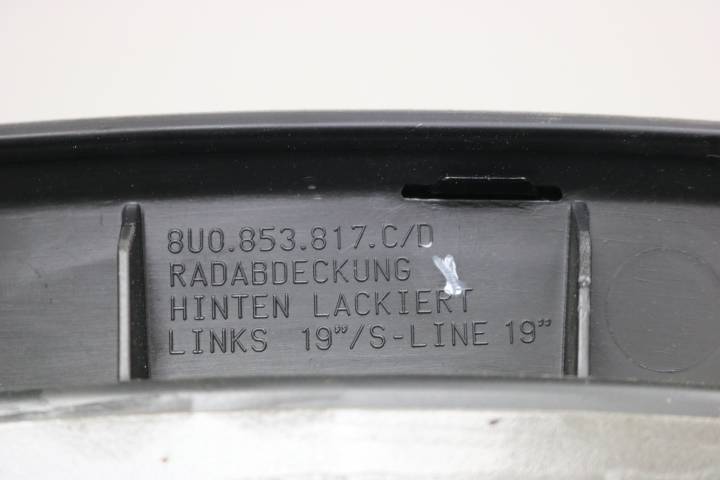 8U0.853.817.C/D
RADABDECKUNG
HINTEN LACKIERT
LINKS 19"/S-LINE 19"